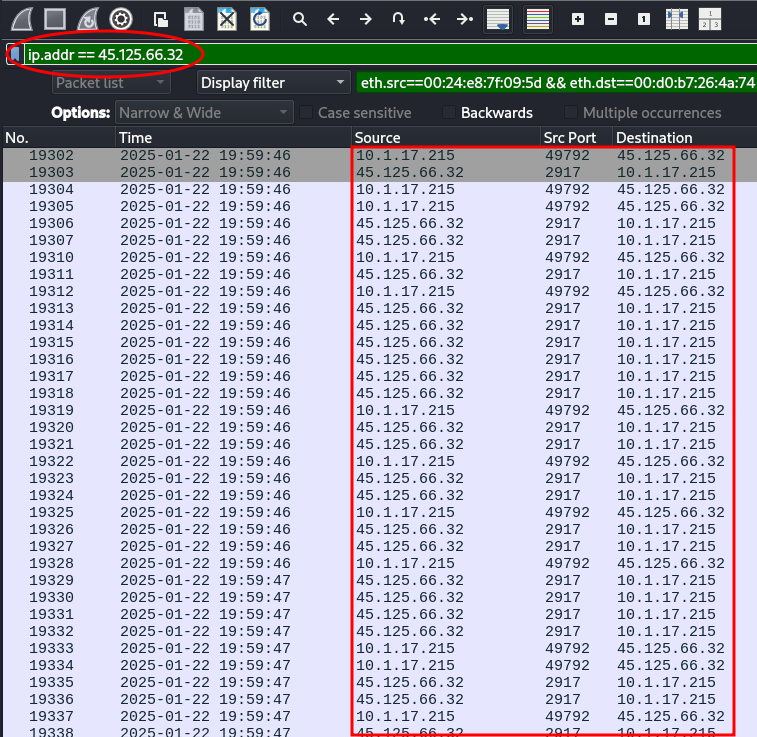 ip.addr == 45.125.66.32
Packet list Display filter eth.src==00:24:e8:7f:09:5d && eth.dst==00:d0:b7:26:4a:74
Options: Narrow & Wide Case sensitive Backwards Multiple occurrences
No. Time Source Src Port Destination
19302 2025-01-22 19:59:46 10.1.17.215 49792 45.125.66.32
19303 2025-01-22 19:59:46 45.125.66.32 2917 10.1.17.215
19304 2025-01-22 19:59:46 10.1.17.215 49792 45.125.66.32
19305 2025-01-22 19:59:46 10.1.17.215 49792 45.125.66.32
19306 2025-01-22 19:59:46 45.125.66.32 2917 10.1.17.215
19307 2025-01-22 19:59:46 45.125.66.32 2917 10.1.17.215
19310 2025-01-22 19:59:46 10.1.17.215 49792 45.125.66.32
19311 2025-01-22 19:59:46 45.125.66.32 2917 10.1.17.215
19312 2025-01-22 19:59:46 10.1.17.215 49792 45.125.66.32
19313 2025-01-22 19:59:46 45.125.66.32 2917 10.1.17.215
19314 2025-01-22 19:59:46 45.125.66.32 2917 10.1.17.215
19315 2025-01-22 19:59:46 45.125.66.32 2917 10.1.17.215
19316 2025-01-22 19:59:46 45.125.66.32 2917 10.1.17.215
19317 2025-01-22 19:59:46 45.125.66.32 2917 10.1.17.215
19318 2025-01-22 19:59:46 45.125.66.32 2917 10.1.17.215
19319 2025-01-22 19:59:46 10.1.17.215 49792 45.125.66.32
19320 2025-01-22 19:59:46 45.125.66.32 2917 10.1.17.215
19321 2025-01-22 19:59:46 45.125.66.32 2917 10.1.17.215
19322 2025-01-22 19:59:46 10.1.17.215 49792 45.125.66.32
19323 2025-01-22 19:59:46 45.125.66.32 2917 10.1.17.215
19324 2025-01-22 19:59:46 45.125.66.32 2917 10.1.17.215
19325 2025-01-22 19:59:46 10.1.17.215 49792 45.125.66.32
19326 2025-01-22 19:59:46 45.125.66.32 2917 10.1.17.215
19327 2025-01-22 19:59:46 45.125.66.32 2917 10.1.17.215
19328 2025-01-22 19:59:46 10.1.17.215 49792 45.125.66.32
19329 2025-01-22 19:59:47 45.125.66.32 2917 10.1.17.215
19330 2025-01-22 19:59:47 45.125.66.32 2917 10.1.17.215
19331 2025-01-22 19:59:47 45.125.66.32 2917 10.1.17.215
19332 2025-01-22 19:59:47 45.125.66.32 2917 10.1.17.215
19333 2025-01-22 19:59:47 10.1.17.215 49792 45.125.66.32
19334 2025-01-22 19:59:47 10.1.17.215 49792 45.125.66.32
19335 2025-01-22 19:59:47 45.125.66.32 2917 10.1.17.215
19336 2025-01-22 19:59:47 45.125.66.32 2917 10.1.17.215
19337 2025-01-22 19:59:47 10.1.17.215 49792 45.125.66.32
19338 2025-01-22 19:59:47 45.125.66.32 2917 10.1.17.215